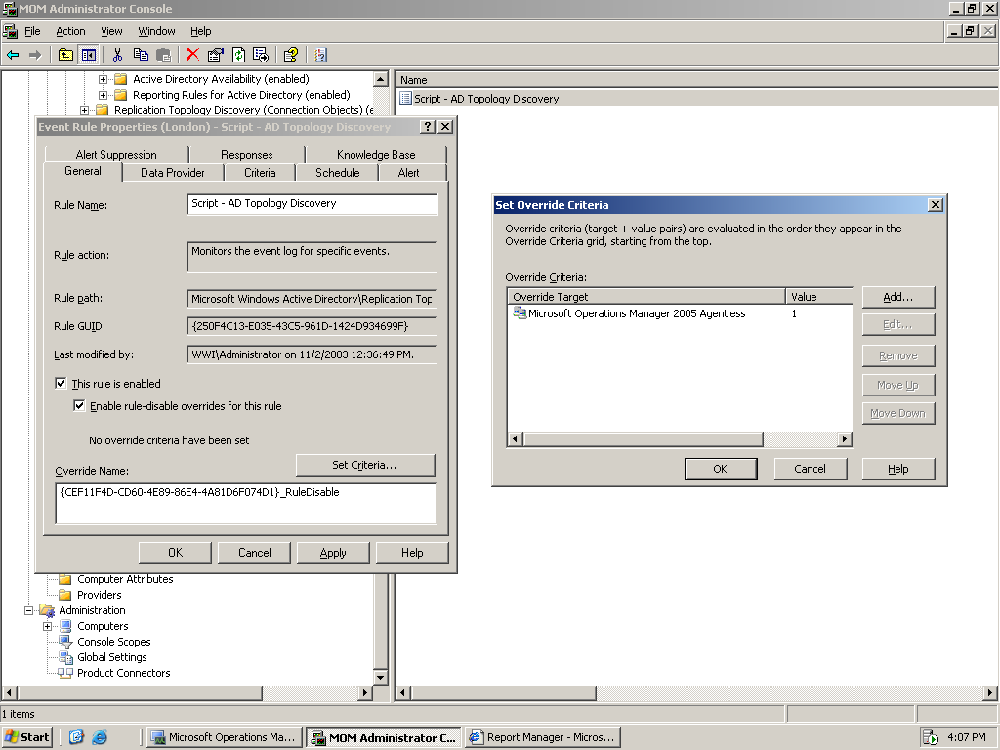 MOM Administrator Console
File Action View Window Help
Active Directory Availability (enabled)
Reporting Rules for Active Directory (enabled)
Replication Topology Discovery (Connection Objects) (e
Name
Script - AD Topology Discovery
Event Rule Properties (London) - Script - AD Topology Discovery
Alert Suppression Responses Knowledge Base
General Data Provider Criteria Schedule Alert
Rule Name: Script - AD Topology Discovery
Rule action: Monitors the event log for specific events.
Rule path: Microsoft Windows Active Directory\Replication Top
Rule GUID: {250F4C13-E035-43C5-961D-1424D934699F}
Last modified by: WWI\Administrator on 11/2/2003 12:36:49 PM.
This rule is enabled
Enable rule-disable overrides for this rule
No override criteria have been set
Set Criteria...
Override Name:
{CEF11F4D-CD60-4E89-86E4-4A81D6F074D1}_RuleDisable
OK Cancel Apply Help
Set Override Criteria
Override criteria (target + value pairs) are evaluated in the order they appear in the
Override Criteria grid, starting from the top.
Override Criteria:
Override Target Value
Microsoft Operations Manager 2005 Agentless 1
Add...
Edit...
Remove
Move Up
Move Down
OK Cancel Help
Computer Attributes
Providers
Administration
Computers
Console Scopes
Global Settings
Product Connectors
1 items
Start Microsoft Operations Ma... MOM Administrator C... Report Manager - Micros... 4:07 PM